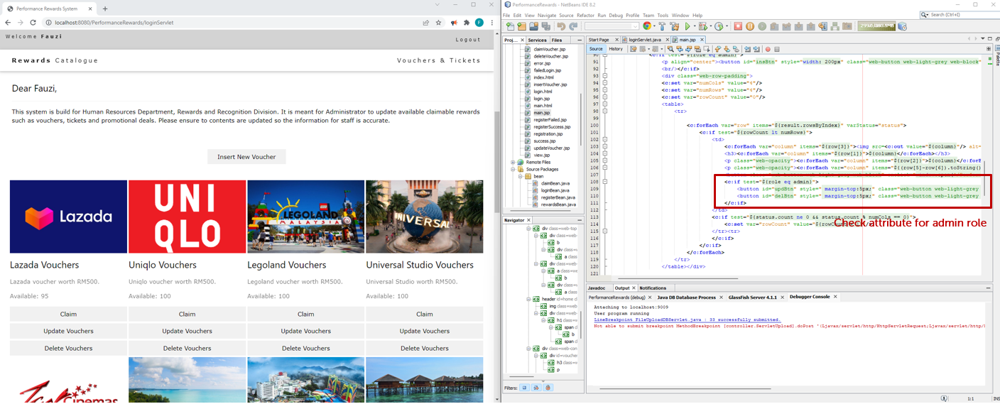 Performance Rewards System
localhost:8080/PerformanceRewards/loginServlet
F
Welcome Fauzi
Logout
Rewards Catalogue
Vouchers & Tickets
Dear Fauzi,
This system is build for Human Resources Department, Rewards and Recognition Division. It is meant for Administrator to update available claimable rewards
such as vouchers, tickets and promotional deals. Please ensure to contents are updated so the information for staff is accurate.
Insert New Voucher
Lazada
UNI
QLO
LEGOLAND
MALAYSIA
UNIVERSAL
Lazada Vouchers
Uniqlo Vouchers
Legoland Vouchers
Universal Studio Vouchers
Lazada voucher worth RM500.
Uniqlo voucher worth RM500.
Legoland voucher worth RM500.
Universal Studio worth RM500.
Available: 95
Available: 100
Available: 100
Available: 100
Claim
Claim
Claim
Claim
Update Vouchers
Update Vouchers
Update Vouchers
Update Vouchers
Delete Vouchers
Delete Vouchers
Delete Vouchers
Delete Vouchers
Cinemas
PerformanceRewards - NetBeans IDE 8.2
File Edit View Navigate Source Refactor Run Debug Profile Team Tools Window Help
Search (Ctrl+I)
Proj... Services Files
claimVoucher.jsp
deleteVoucher.jsp
error.jsp
failedLogin.jsp
index.html
insertVoucher.jsp
login.html
login.jsp
main.html
main.jsp
registerFailed.jsp
registerSuccess.jsp
registration.jsp
success.jsp
updateVoucher.jsp
view.jsp
Remote Files
Source Packages
bean
claimBean.java
loginBean.java
registerBean.java
rewardsBean.java
Navigator
div class=web-top
div class=we
b
div class=
a class
div class=we
a class=w
b
div class=
a class
header id=home c
img class=web-
div class=web-
h1 class=w
span
b
span
div class=web-con
div id=vouche
h3 class=w
p
Filters:
Start Page loginServlet.java main.jsp
Source History
Palette
90 <c:if test="${role eq admin}">
91 <p align="center"><button id="insBtn" style="width: 200px" class="web-button web-light-grey web-block"
92 <br/></c:if>
93 <div class="web-row-padding">
94 <c:set var="numCols" value="4"/>
95 <c:set var="numRows" value="4"/>
96 <c:set var="rowCount" value="0"/>
97 <table>
98 <tr>
99
100 <c:forEach var="row" items="${result.rowsByIndex}" varStatus="status">
101 <c:if test="${rowCount lt numRows}">
102 <td>
103 <c:forEach var="column" items="${row[3]}"><img src=<c:out value="${column}"/> alt=
104 <h3><c:forEach var="column" items="${row[1]}">${column}</c:forEach></h3>
105 <p class="web-opacity"><c:forEach var="column" items="${row[2]}">${column}</c:forE
106 <p class="web-opacity"><c:forEach var="column" items="${(row[5]-row[6]).toString()
107
108 <c:if test="${role eq admin}">
109 <button id="updBtn" style=" margin-top:5px;" class="web-button web-light-grey
110 <button id="delBtn" style=" margin-top:5px;" class="web-button web-light-grey
111 </c:if>
112 </td>
113 <c:if test="${status.count ne 0 && status.count % numCols == 0}">
114 <c:set var="rowCount" value="${rowCount
Check attribute for admin role
115 </tr><tr>
116 </c:if>
117 </c:if>
118 </c:forEach>
119 </tr>
120 </table></div>
121
Javadoc Output Notifications
PerformanceRewards (debug) Java DB Database Process GlassFish Server 4.1.1 Debugger Console
Attaching to localhost:9009
User program running
LineBreakpoint FileUploadDBServlet.java : 33 successfully submitted.
Not able to submit breakpoint MethodBreakpoint [controller.ServletUpload].doPost '(Ljavax/servlet/http/HttpServletRequest;Ljavax/servlet/http/
1:1
INS